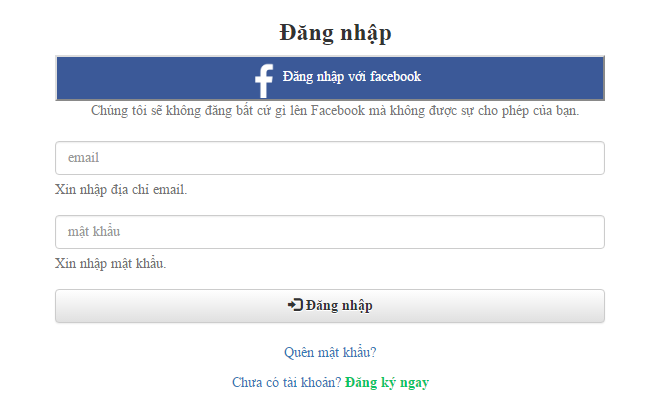 Đăng nhập
Đăng nhập với facebook
Chúng tôi sẽ không đăng bất cứ gì lên Facebook mà không được sự cho phép của bạn.
email
Xin nhập địa chỉ email.
mật khẩu
Xin nhập mật khẩu.
Đăng nhập
Quên mật khẩu?
Chưa có tài khoản? Đăng ký ngay